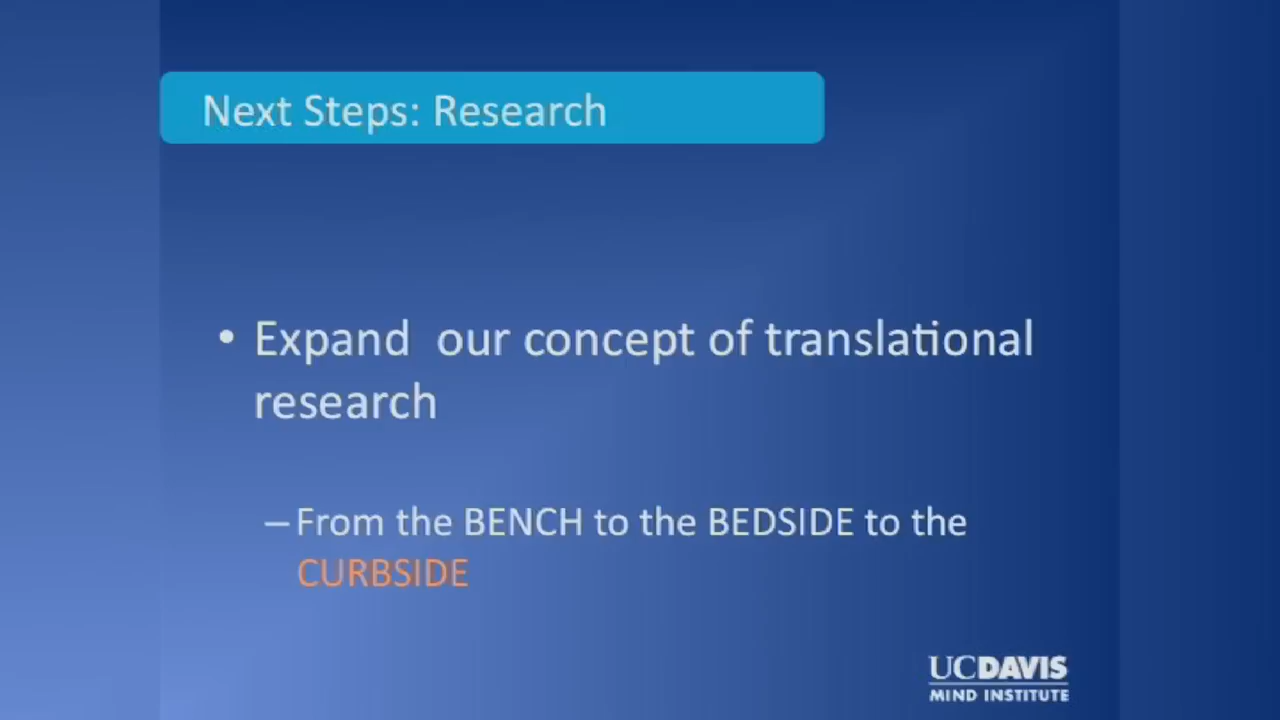 Next Steps: Research
• Expand our concept of translational
research
– From the BENCH to the BEDSIDE to the
CURBSIDE
UCDAVIS
MIND INSTITUTE